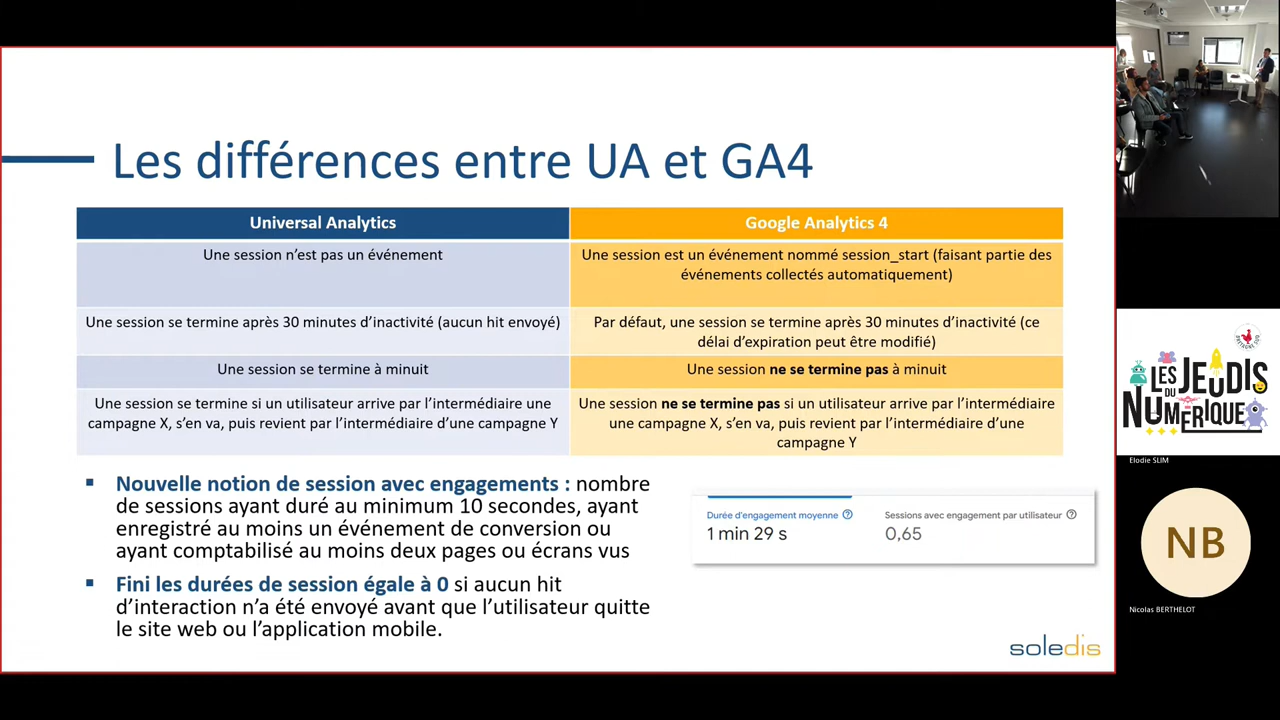 Les différences entre UA et GA4
Universal Analytics
Google Analytics 4
Une session n'est pas un événement
Une session est un événement nommé session_start (faisant partie des
événements collectés automatiquement)
Une session se termine après 30 minutes d'inactivité (aucun hit envoyé)
Par défaut, une session se termine après 30 minutes d'inactivité (ce
délai d'expiration peut être modifié)
Une session se termine à minuit
Une session ne se termine pas à minuit
Une session se termine si un utilisateur arrive par l'intermédiaire une
campagne X, s'en va, puis revient par l'intermédiaire d'une campagne Y
Une session ne se termine pas si un utilisateur arrive par l'intermédiaire
une campagne X, s'en va, puis revient par l'intermédiaire d'une
campagne Y
Nouvelle notion de session avec engagements : nombre
de sessions ayant duré au minimum 10 secondes, ayant
enregistré au moins un événement de conversion ou
ayant comptabilisé au moins deux pages ou écrans vus
Fini les durées de session égale à 0 si aucun hit
d'interaction n'a été envoyé avant que l'utilisateur quitte
le site web ou l'application mobile.
Durée d'engagement moyenne
1 min 29 s
Sessions avec engagement par utilisateur
0,65
soledis
LES JEUDIS
DU NUMÉRIQUE
Elodie SLIM
NB
Nicolas BERTHELOT